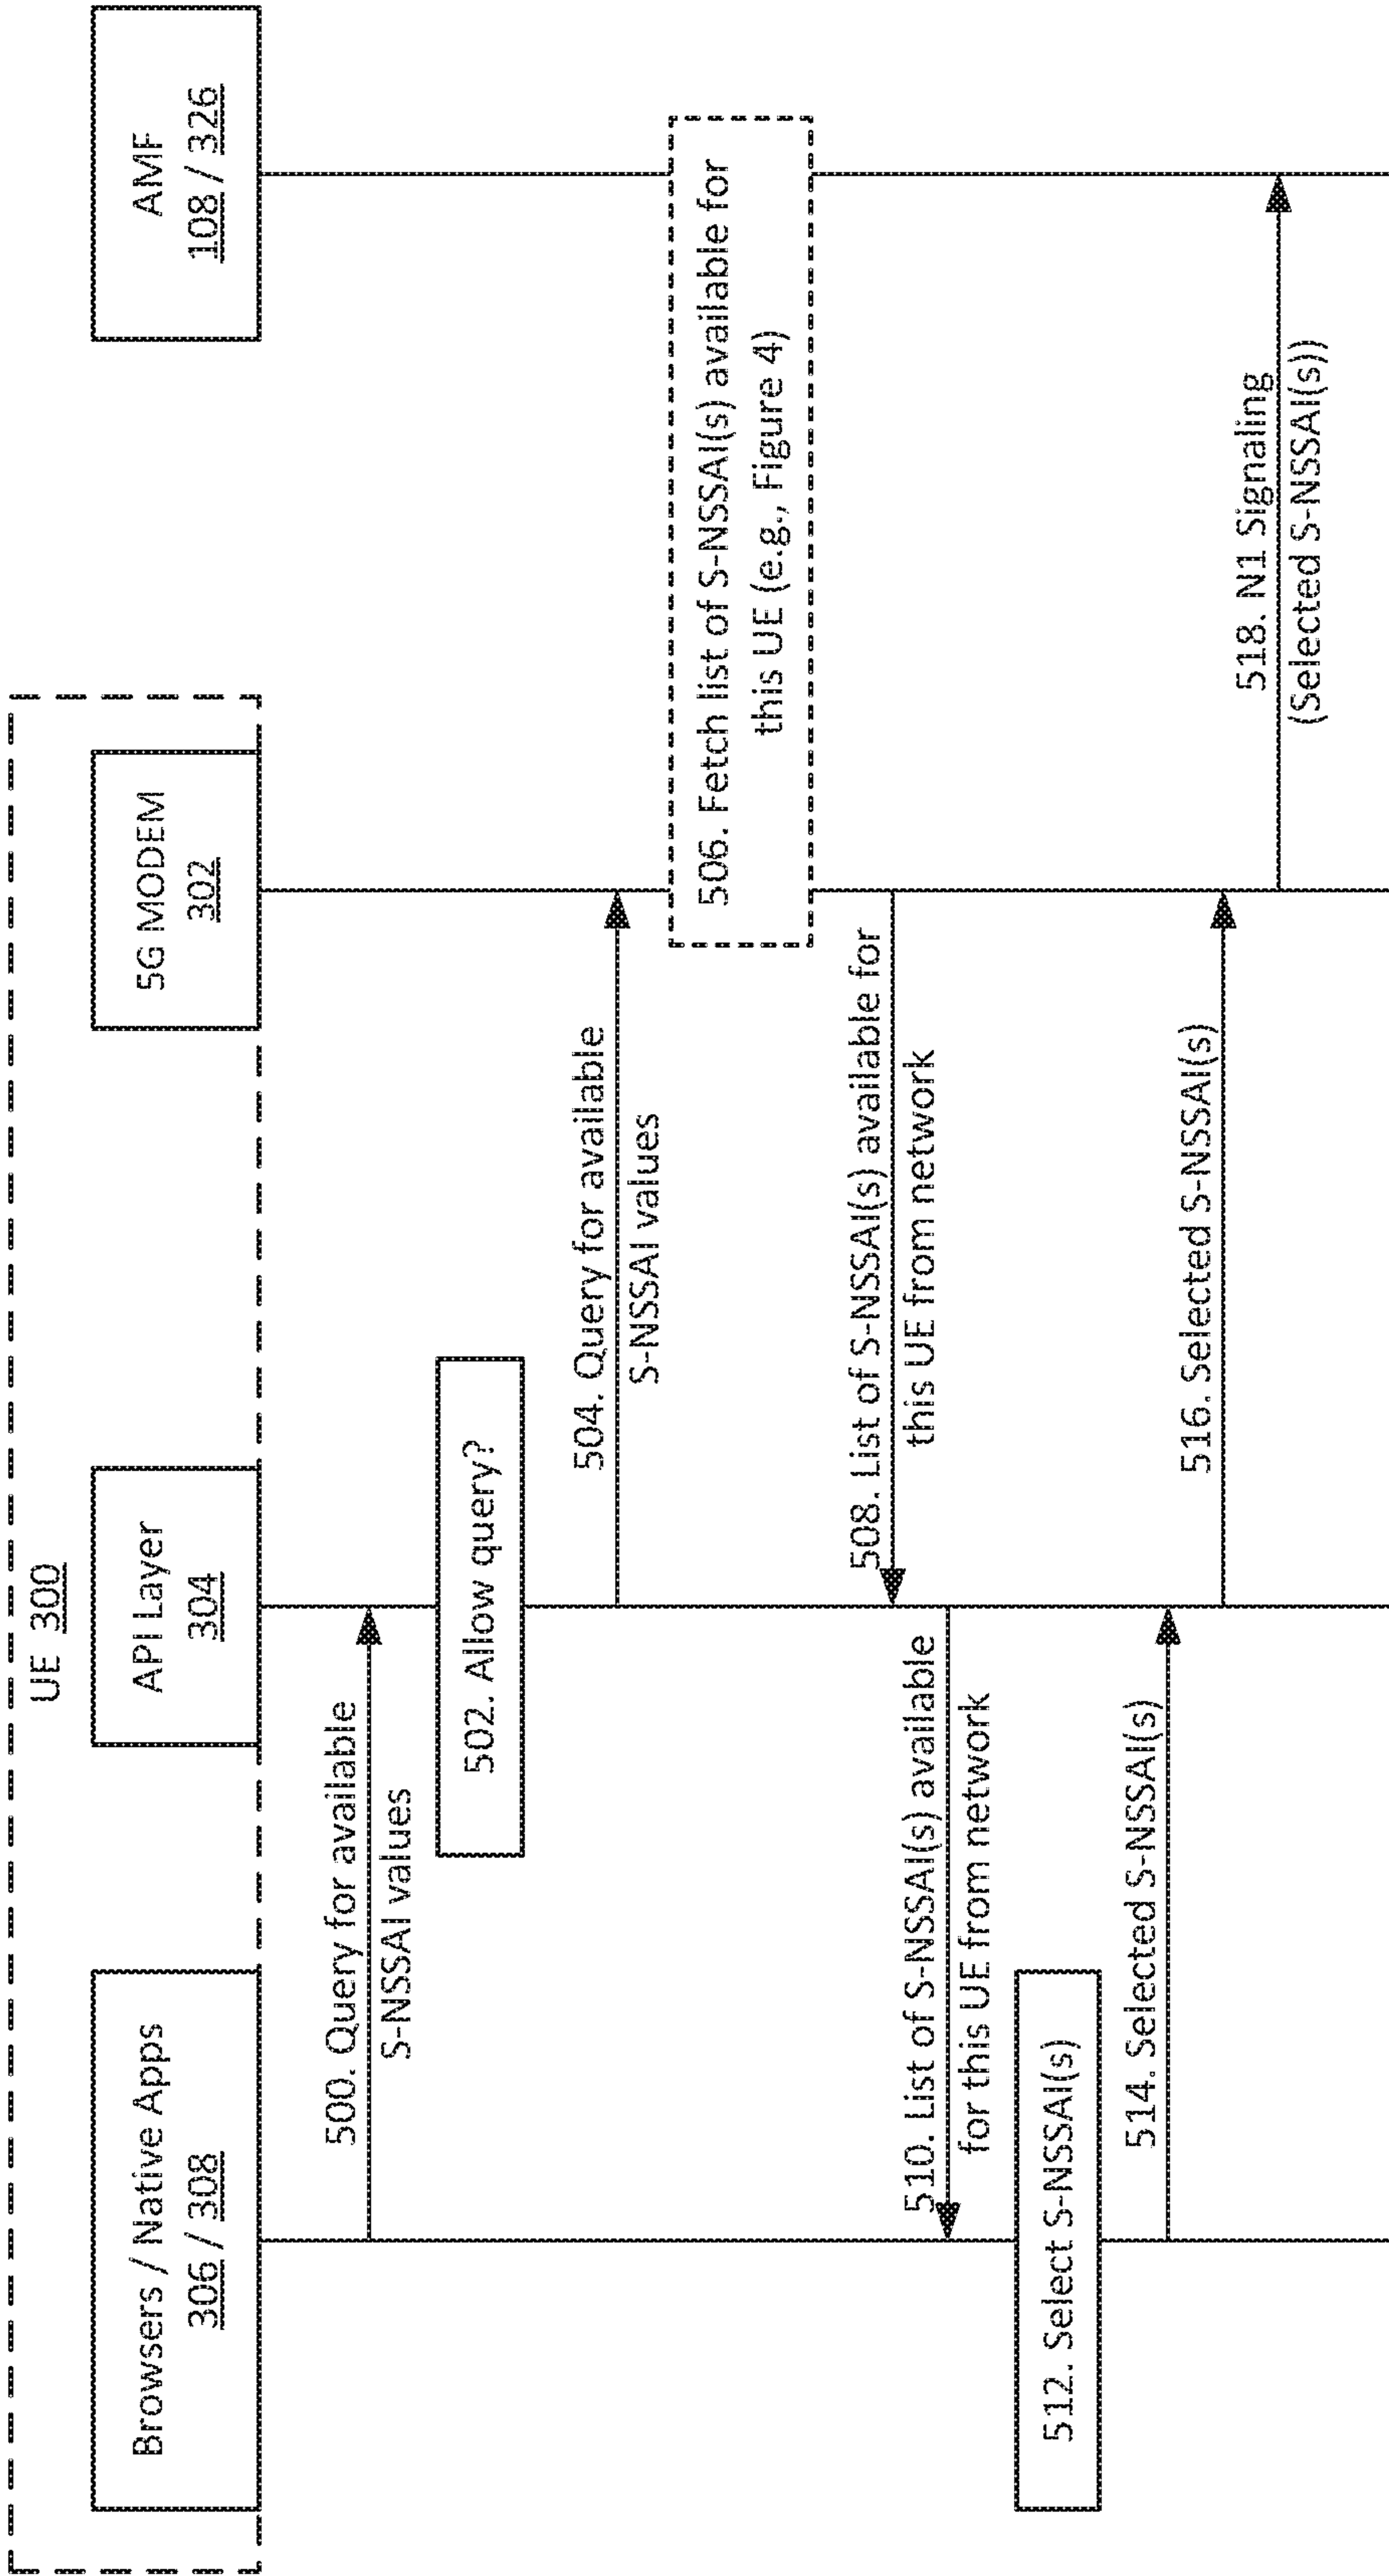 UE 300
Browsers / Native Apps
306 / 308
API Layer
304
5G MODEM
302
AMF
108 / 326
500. Query for available
S-NSSAI values
502. Allow query?
504. Query for available
S-NSSAI values
506. Fetch list of S-NSSAI(s) available for
this UE (e.g., Figure 4)
508. List of S-NSSAI(s) available for
this UE from network
510. List of S-NSSAI(s) available
for this UE from network
512. Select S-NSSAI(s)
514. Selected S-NSSAI(s)
516. Selected S-NSSAI(s)
518. N1 Signaling
(Selected S-NSSAI(s))